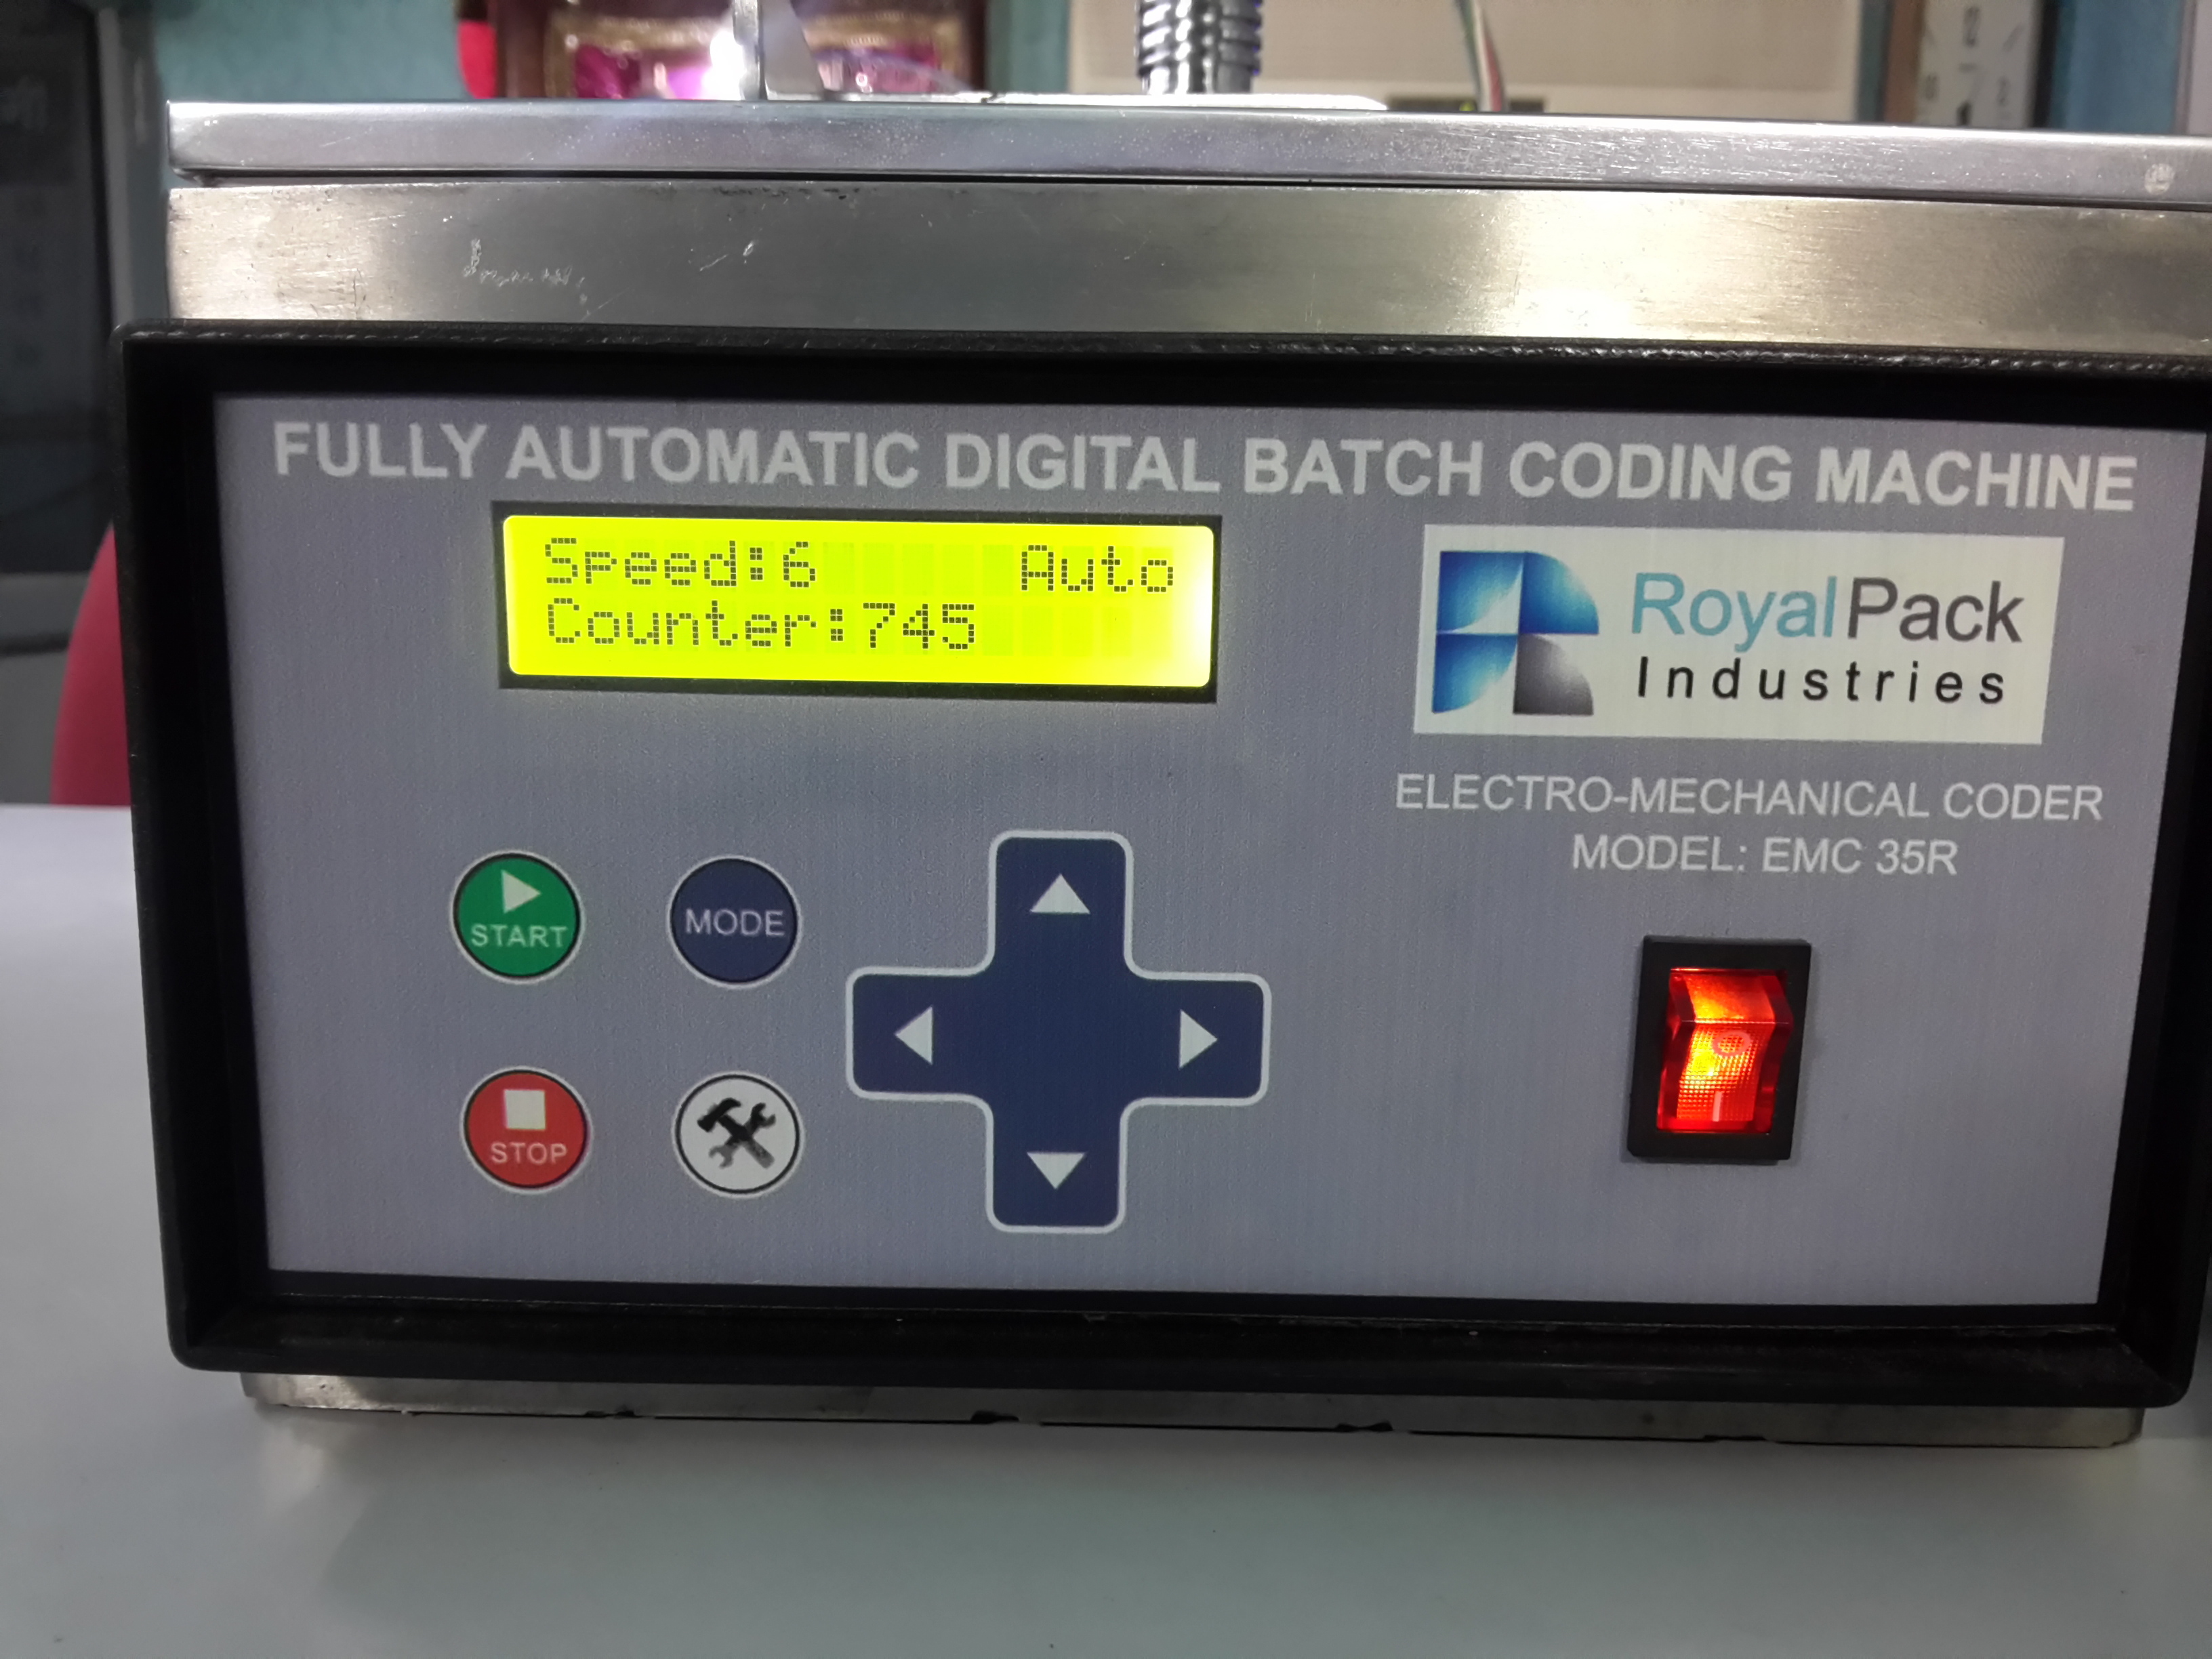 FULLY AUTOMATIC DIGITAL BATCH CODING MACHINE
Speed:6 Auto
Counter:745
RoyalPack
Industries
ELECTRO-MECHANICAL CODER
MODEL: EMC 35R
START
MODE
STOP